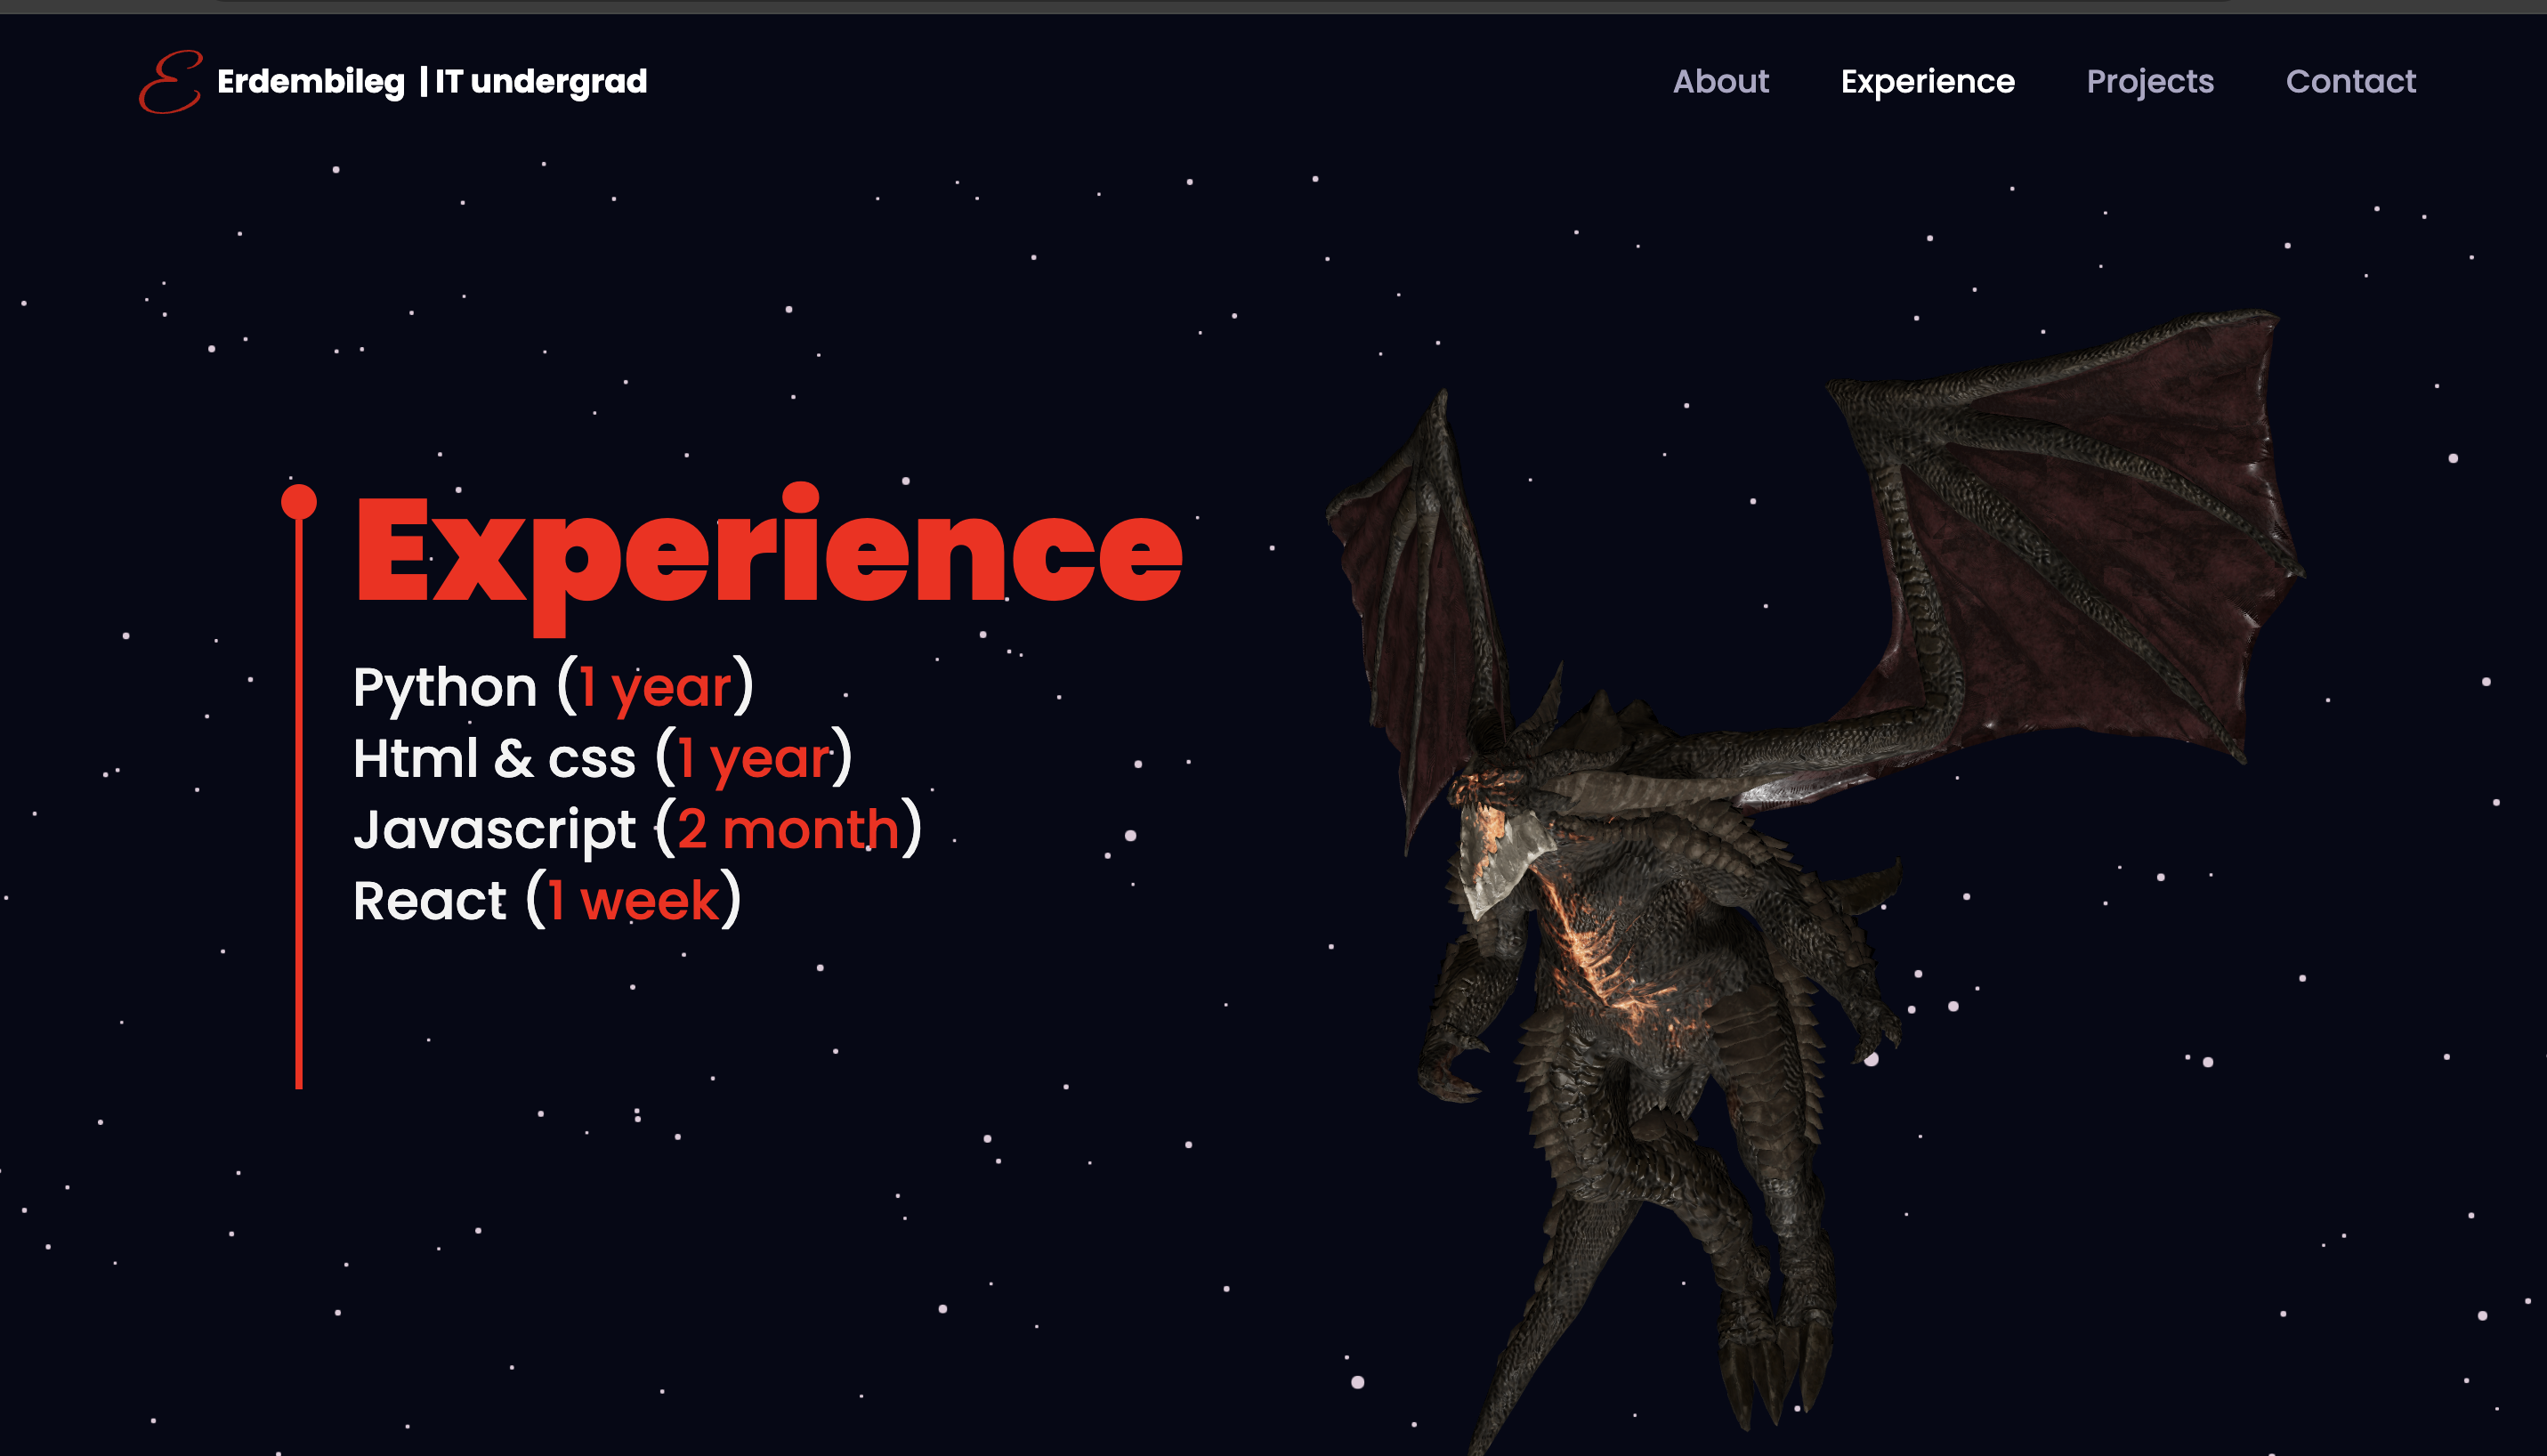 E Erdembileg | IT undergrad
About Experience Projects Contact
Experience
Python (1 year)
Html & css (1 year)
Javascript (2 month)
React (1 week)